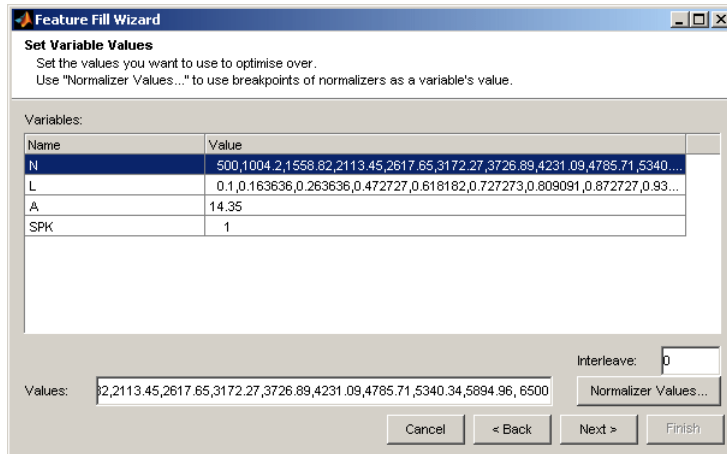 Feature Fill Wizard
Set Variable Values
Set the values you want to use to optimise over.
Use "Normalizer Values..." to use breakpoints of normalizers as a variable's value.
Variables:
Name Value
N 500,1004.2,1558.82,2113.45,2617.65,3172.27,3726.89,4231.09,4785.71,5340....
L 0.1,0.163636,0.263636,0.472727,0.618182,0.727273,0.809091,0.872727,0.93...
A 14.35
SPK 1
Interleave: 0
Values: 32,2113.45,2617.65,3172.27,3726.89,4231.09,4785.71,5340.34,5894.96, 6500 Normalizer Values...
Cancel < Back Next > Finish